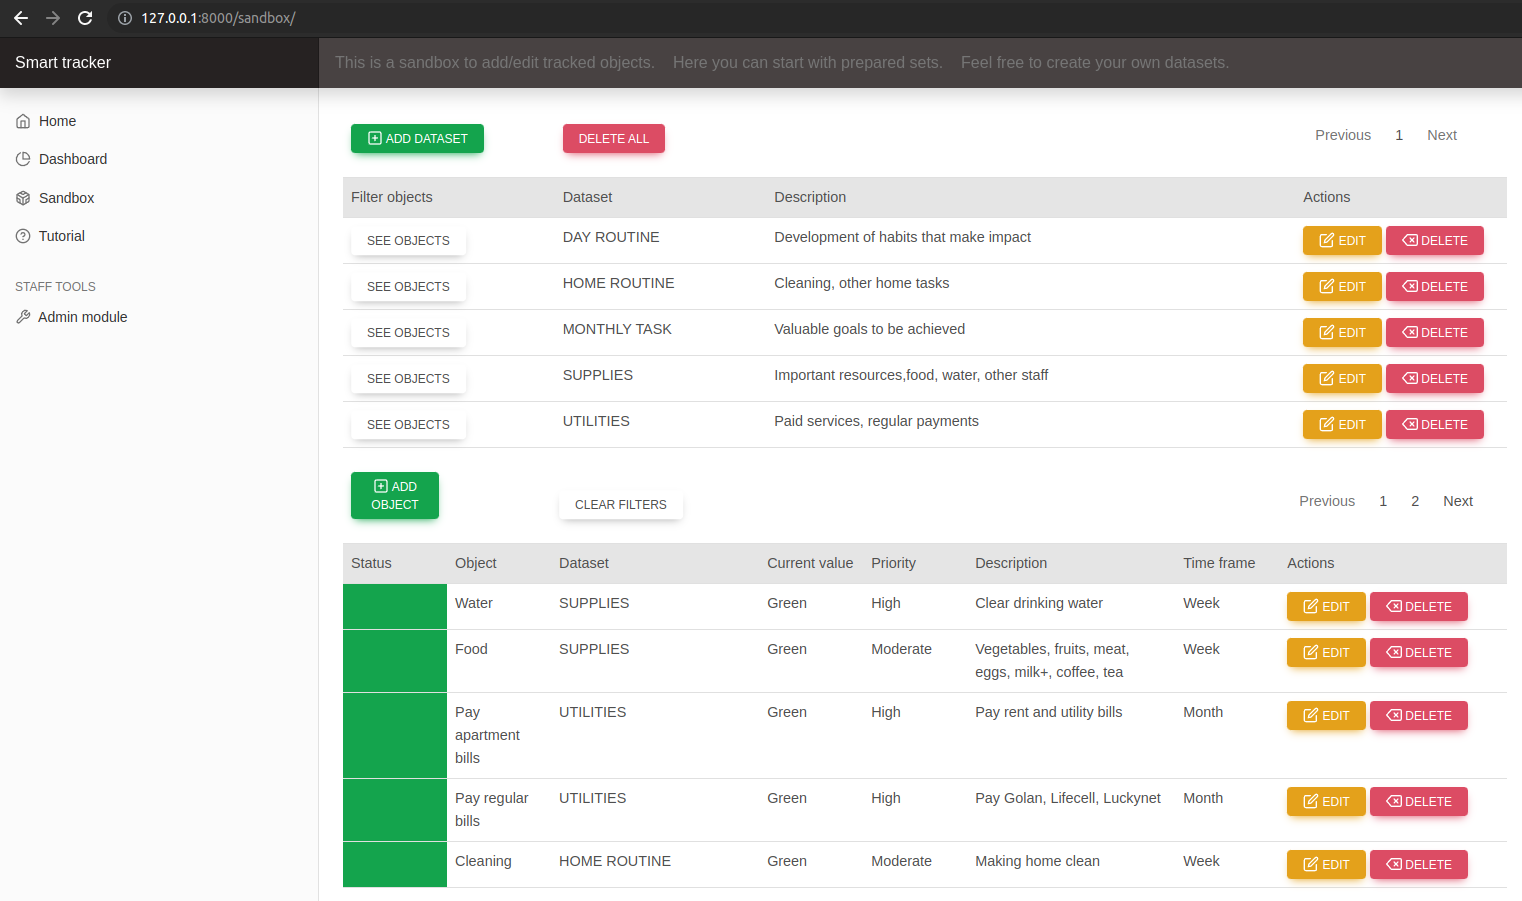 127.0.0.1:8000/sandbox/
Smart tracker
This is a sandbox to add/edit tracked objects. Here you can start with prepared sets. Feel free to create your own datasets.
Home
Dashboard
Sandbox
Tutorial
STAFF TOOLS
Admin module
ADD DATASET DELETE ALL Previous 1 Next
Filter objects Dataset Description Actions
SEE OBJECTS DAY ROUTINE Development of habits that make impact EDIT DELETE
SEE OBJECTS HOME ROUTINE Cleaning, other home tasks EDIT DELETE
SEE OBJECTS MONTHLY TASK Valuable goals to be achieved EDIT DELETE
SEE OBJECTS SUPPLIES Important resources,food, water, other staff EDIT DELETE
SEE OBJECTS UTILITIES Paid services, regular payments EDIT DELETE
ADD
OBJECT
CLEAR FILTERS Previous 1 2 Next
Status Object Dataset Current value Priority Description Time frame Actions
Water SUPPLIES Green High Clear drinking water Week EDIT DELETE
Food SUPPLIES Green Moderate Vegetables, fruits, meat,
eggs, milk+, coffee, tea
Week EDIT DELETE
Pay
apartment
bills
UTILITIES Green High Pay rent and utility bills Month EDIT DELETE
Pay regular
bills
UTILITIES Green High Pay Golan, Lifecell, Luckynet Month EDIT DELETE
Cleaning HOME ROUTINE Green Moderate Making home clean Week EDIT DELETE